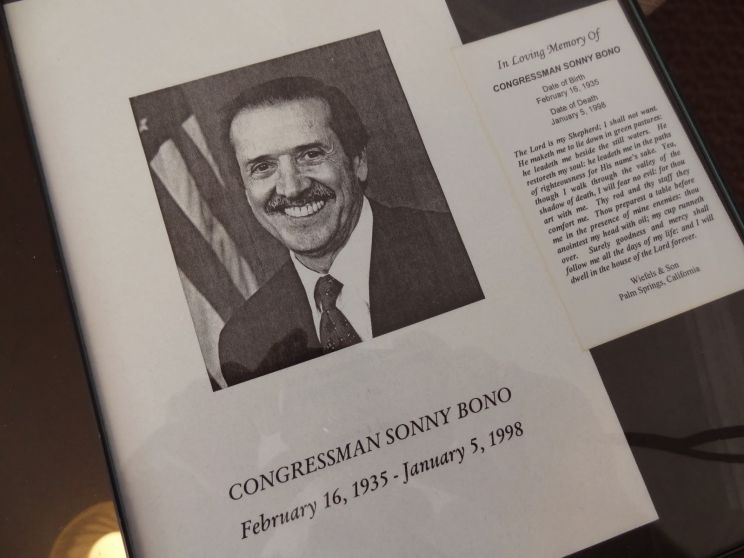 CONGRESSMAN SONNY BONO
February 16, 1935 - January 5, 1998
In Loving Memory Of
CONGRESSMAN SONNY BONO
Date of Birth
February 16, 1935
Date of Death
January 5, 1998
The Lord is my Shepherd; I shall not want.
He maketh me to lie down in green pastures:
he leadeth me beside the still waters. He
restoreth my soul: he leadeth me in the paths
of righteousness for His name's sake. Yea,
though I walk through the valley of the
shadow of death, I will fear no evil: for thou
art with me. Thy rod and thy staff they
comfort me. Thou preparest a table before
me in the presence of mine enemies: thou
anointest my head with oil; my cup runneth
over. Surely goodness and mercy shall
follow me all the days of my life: and I will
dwell in the house of the Lord forever.
Wiefels & Son
Palm Springs, California